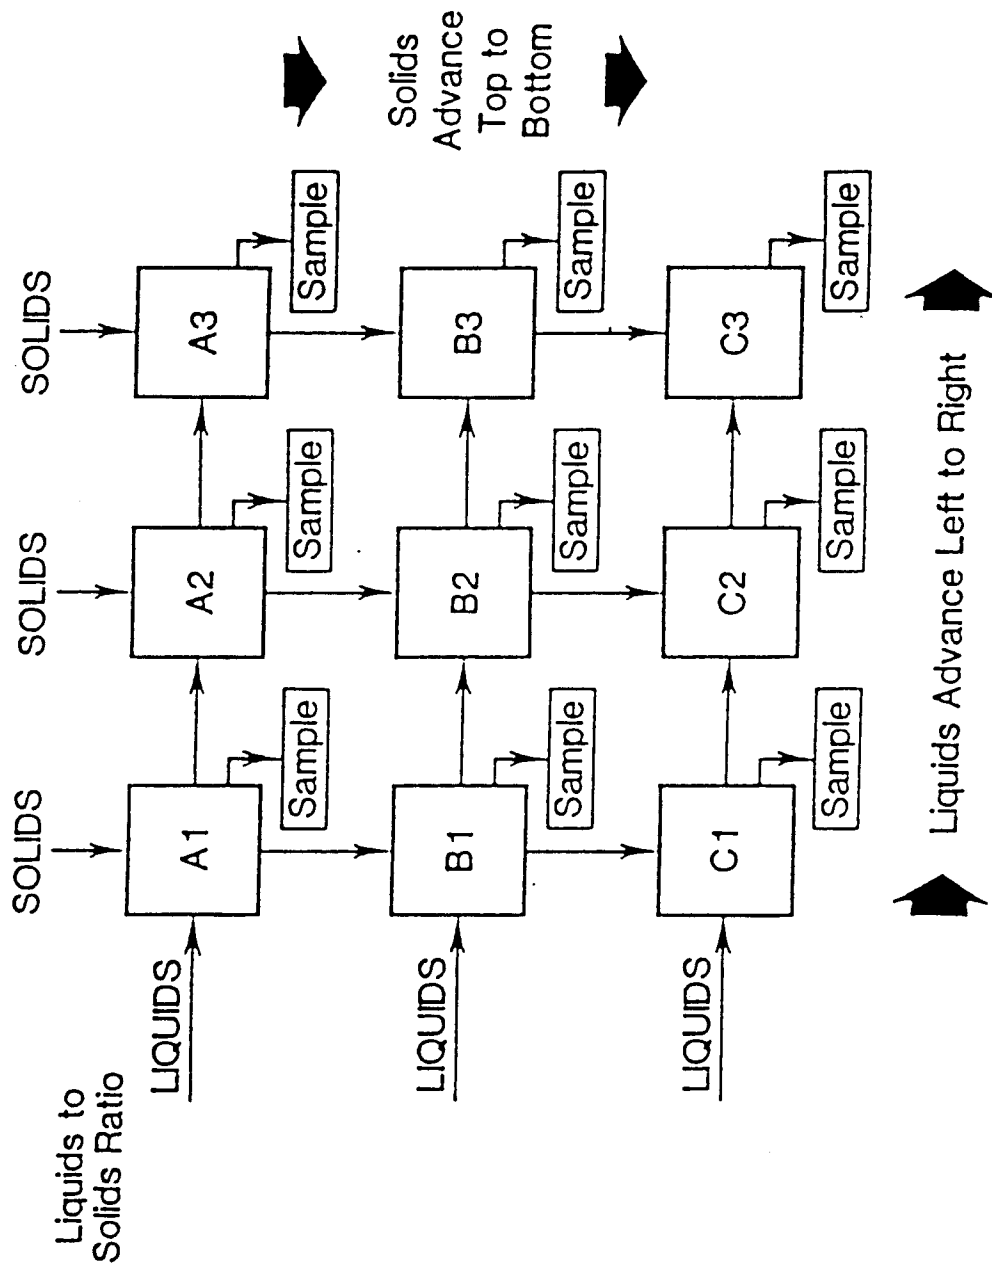 Liquids to
Solids Ratio
SOLIDS
SOLIDS
SOLIDS
LIQUIDS
A1
A2
A3
Sample
Sample
Sample
Solids
Advance
Top to
Bottom
LIQUIDS
B1
B2
B3
Sample
Sample
Sample
LIQUIDS
C1
C2
C3
Sample
Sample
Sample
Liquids Advance Left to Right